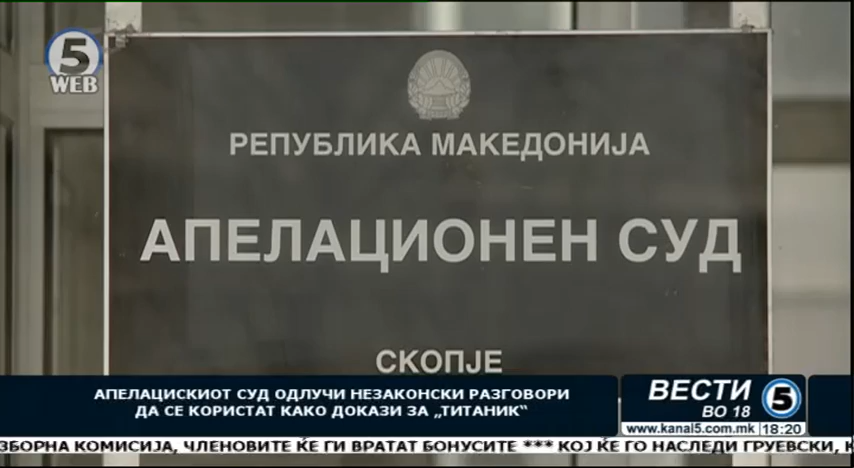 5
WEB
РЕПУБЛИКА МАКЕДОНИЈА
АПЕЛАЦИОНЕН СУД
СКОПЈЕ
АПЕЛАЦИСКИОТ СУД ОДЛУЧИ НЕЗАКОНСКИ РАЗГОВОРИ
ДА СЕ КОРИСТАТ КАКО ДОКАЗИ ЗА „ТИТАНИК“
ВЕСТИ
ВО 18
5
www.kanal5.com.mk 18:20
ЗБОРНА КОМИСИЈА, ЧЛЕНОВИТЕ ЌЕ ГИ ВРАТАТ БОНУСИТЕ *** КОЈ ЌЕ ГО НАСЛЕДИ ГРУЕВСКИ,